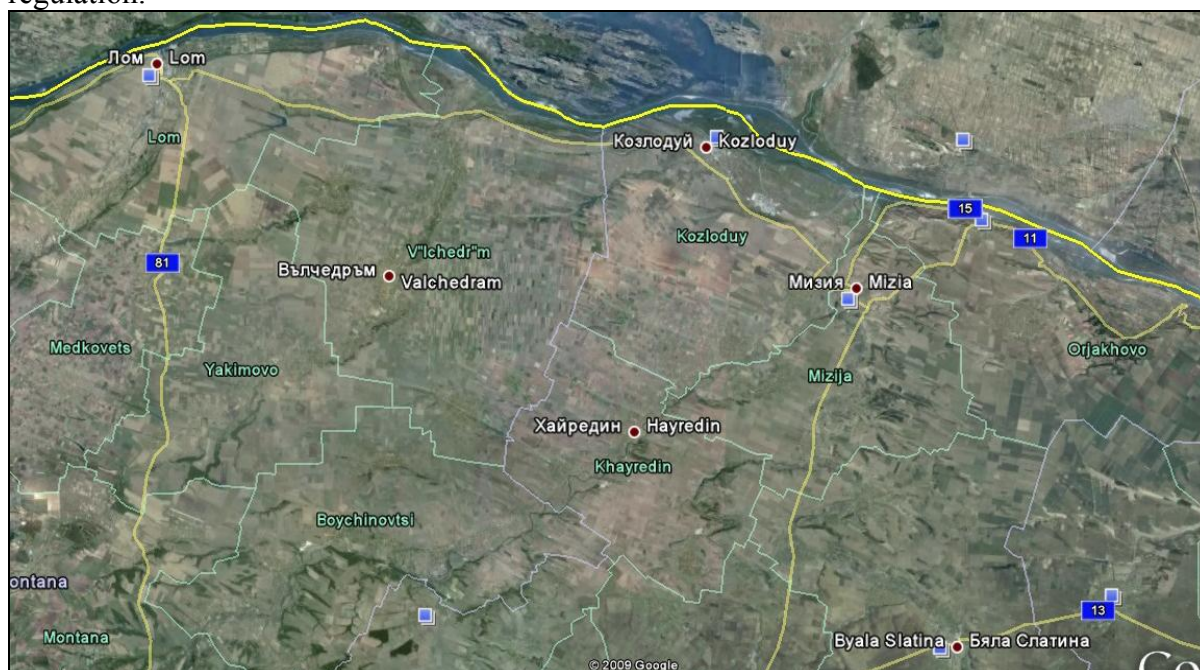 regulation.
Лом Lom
Lom
Козлодуй Kozloduy
15
11
Kozloduy
V"lchedr"m
81
Вълчедръм Valchedram
Мизия Mizia
Medkovets
Yakimovo
Orjakhovo
Mizija
Хайредин Hayredin
Khayredin
Boychinovtsi
ontana
13
Montana
Byala Slatina Бяла Слатина
© 2009 Google
Go